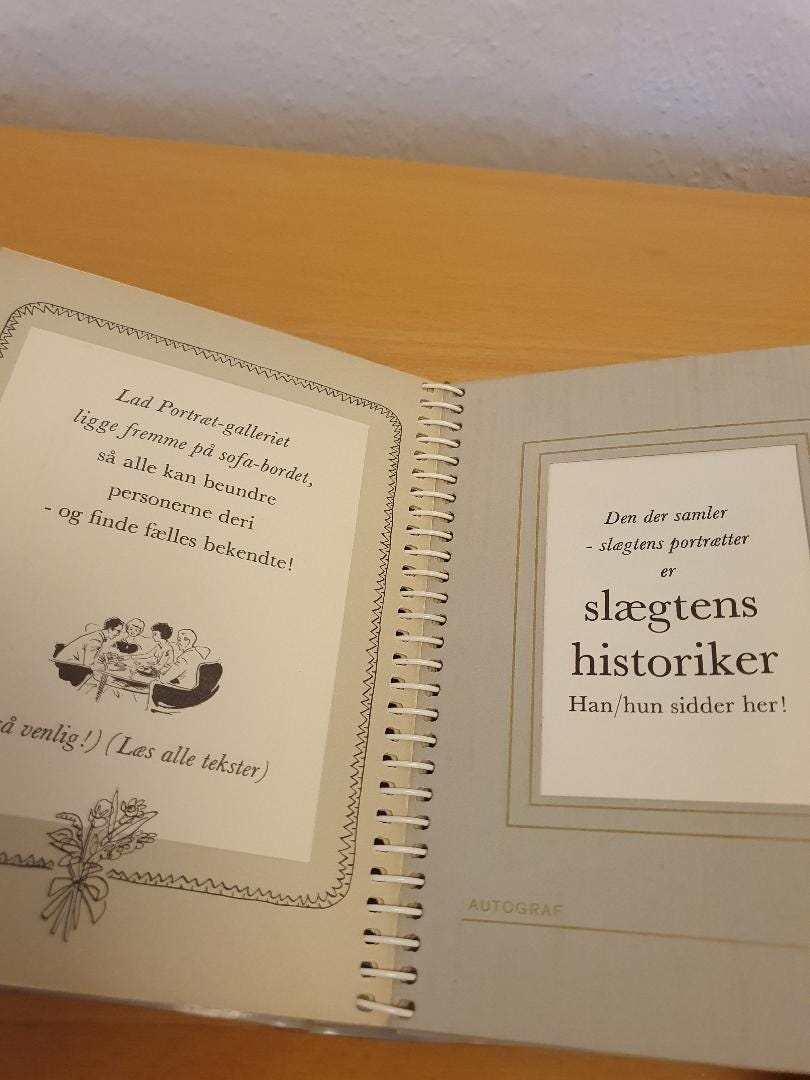 Lad Portræt-galleriet
ligge fremme på sofa-bordet,
så alle kan beundre
personerne deri
- og finde fælles bekendte!
venlig!) (Læs alle tekster)
Den der samler
- slægtens portrætter
er
slægtens
historiker
Han/hun sidder her!
AUTOGRAF